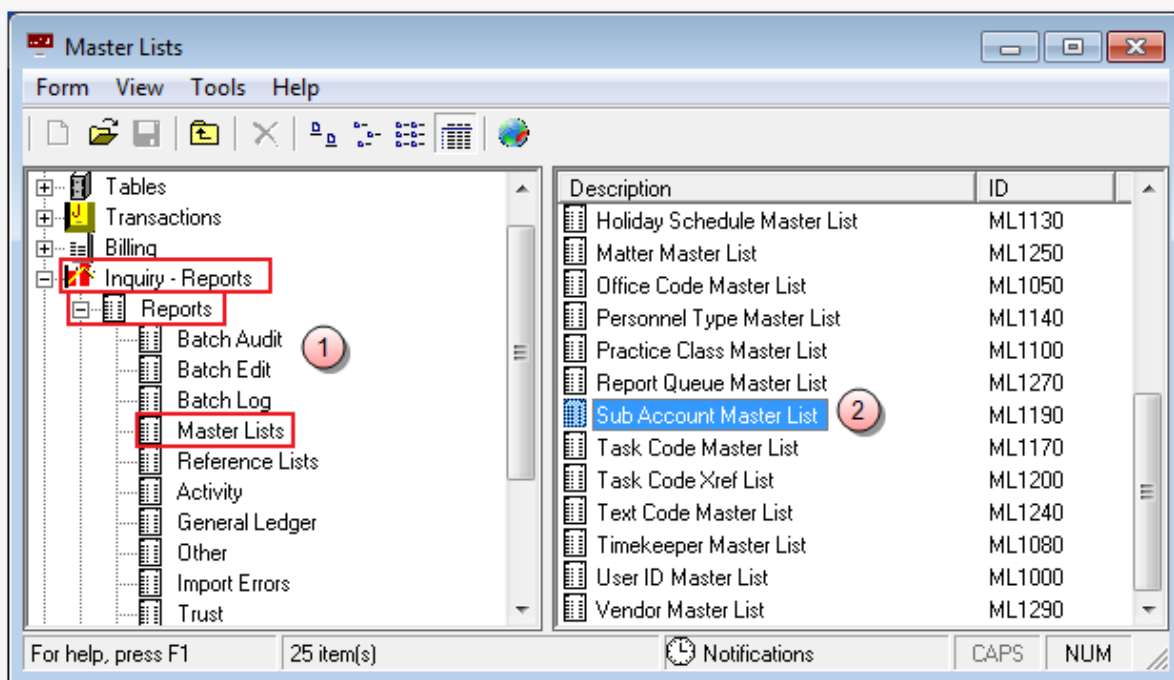 Master Lists
Form View Tools Help
Tables
Transactions
Billing
Inquiry - Reports
Reports
Batch Audit
1
Batch Edit
Batch Log
Master Lists
Reference Lists
Activity
General Ledger
Other
Import Errors
Trust
Description ID
Holiday Schedule Master List ML1130
Matter Master List ML1250
Office Code Master List ML1050
Personnel Type Master List ML1140
Practice Class Master List ML1100
Report Queue Master List ML1270
Sub Account Master List 2 ML1190
Task Code Master List ML1170
Task Code Xref List ML1200
Text Code Master List ML1240
Timekeeper Master List ML1080
User ID Master List ML1000
Vendor Master List ML1290
For help, press F1 25 item(s) Notifications CAPS NUM